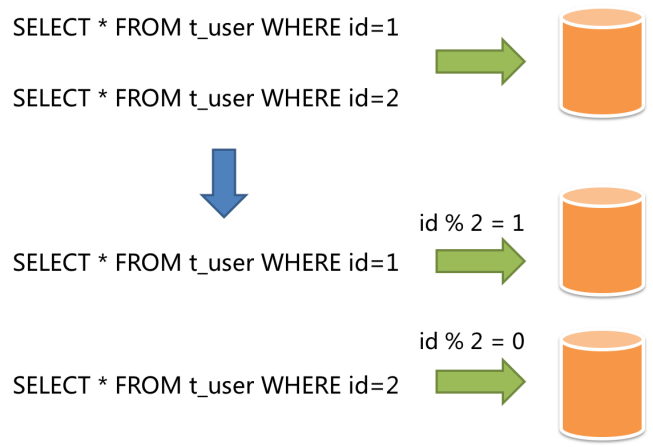 SELECT * FROM t_user WHERE id=1
SELECT * FROM t_user WHERE id=2
id % 2 = 1
SELECT * FROM t_user WHERE id=1
id % 2 = 0
SELECT * FROM t_user WHERE id=2